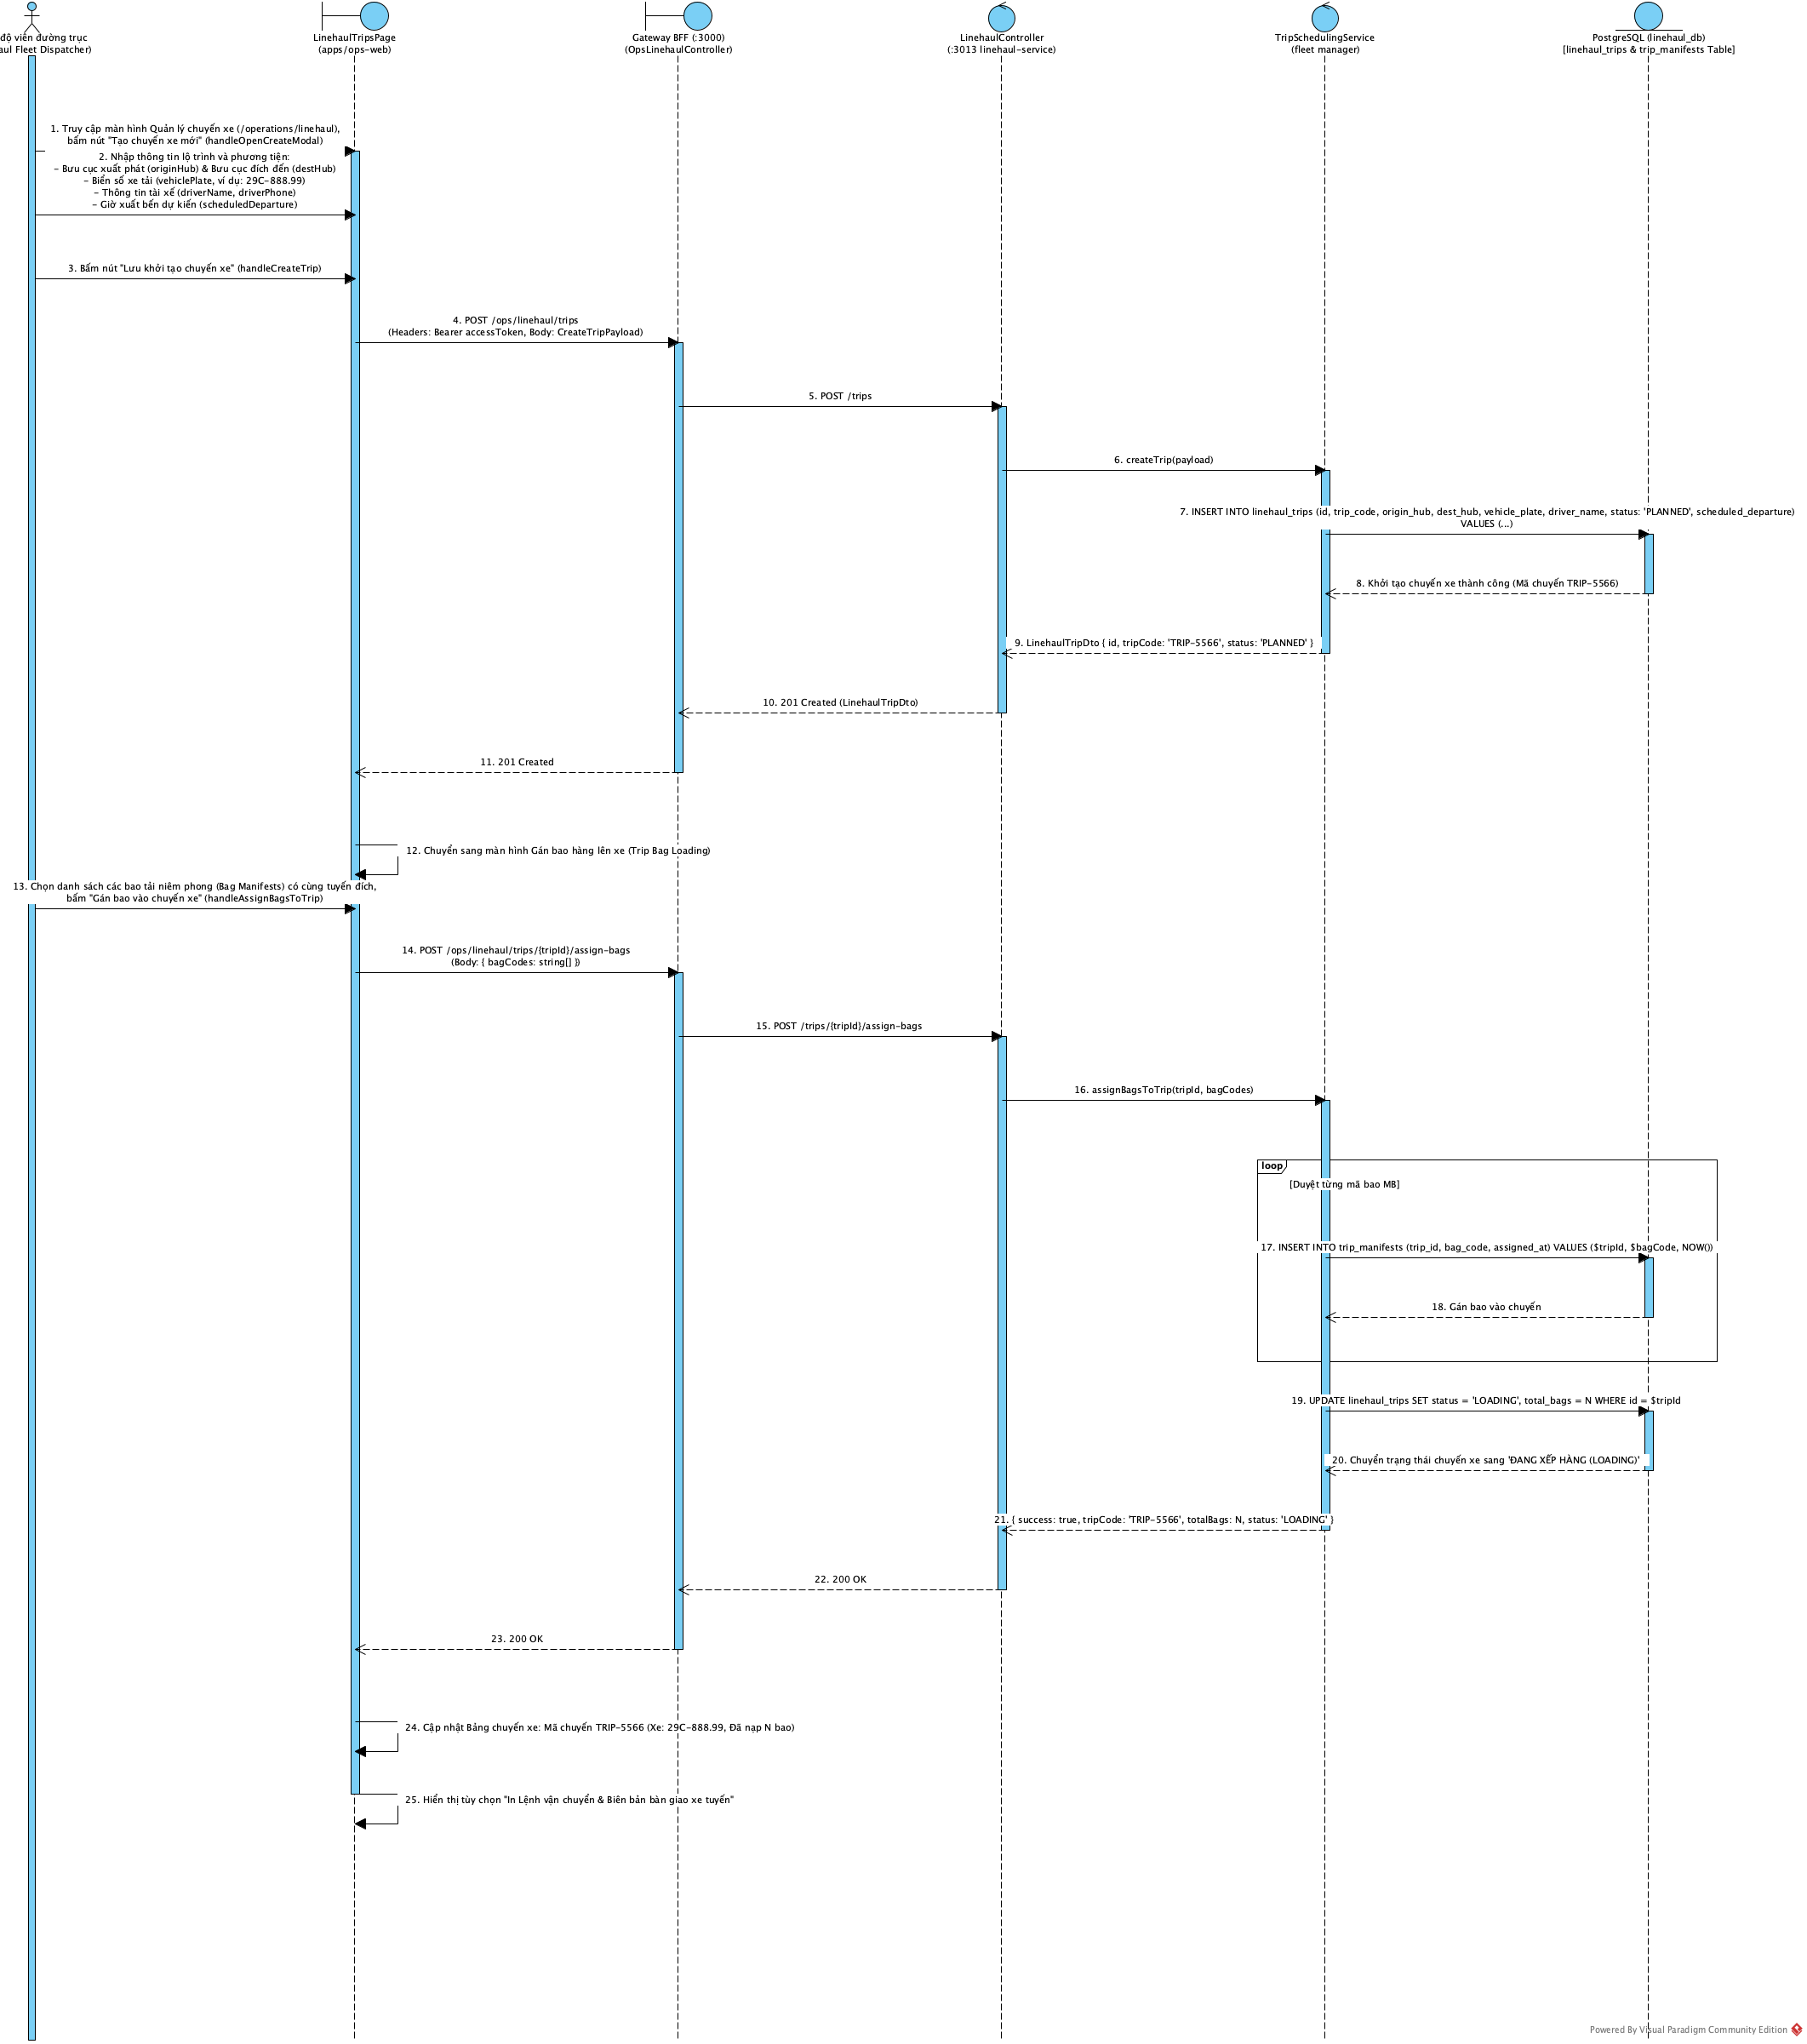 độ viên đường trục
aul Fleet Dispatcher)
LinehaulTripsPage
(apps/ops-web)
Gateway BFF (:3000)
(OpsLinehaulController)
LinehaulController
(:3013 linehaul-service)
TripSchedulingService
(fleet manager)
PostgreSQL (linehaul_db)
[linehaul_trips & trip_manifests Table]
1. Truy cập màn hình Quản lý chuyến xe (/operations/linehaul),
bấm nút "Tạo chuyến xe mới" (handleOpenCreateModal)
2. Nhập thông tin lộ trình và phương tiện:
- Bưu cục xuất phát (originHub) & Bưu cục đích đến (destHub)
- Biển số xe tải (vehiclePlate, ví dụ: 29C-888.99)
- Thông tin tài xế (driverName, driverPhone)
- Giờ xuất bến dự kiến (scheduledDeparture)
3. Bấm nút "Lưu khởi tạo chuyến xe" (handleCreateTrip)
4. POST /ops/linehaul/trips
(Headers: Bearer accessToken, Body: CreateTripPayload)
5. POST /trips
6. createTrip(payload)
7. INSERT INTO linehaul_trips (id, trip_code, origin_hub, dest_hub, vehicle_plate, driver_name, status: 'PLANNED', scheduled_departure)
VALUES (...)
8. Khởi tạo chuyến xe thành công (Mã chuyến TRIP-5566)
9. LinehaulTripDto { id, tripCode: 'TRIP-5566', status: 'PLANNED' }
10. 201 Created (LinehaulTripDto)
11. 201 Created
12. Chuyển sang màn hình Gán bao hàng lên xe (Trip Bag Loading)
13. Chọn danh sách các bao tải niêm phong (Bag Manifests) có cùng tuyến đích,
bấm "Gán bao vào chuyến xe" (handleAssignBagsToTrip)
14. POST /ops/linehaul/trips/{tripId}/assign-bags
(Body: { bagCodes: string[] })
15. POST /trips/{tripId}/assign-bags
16. assignBagsToTrip(tripId, bagCodes)
loop
[Duyệt từng mã bao MB]
17. INSERT INTO trip_manifests (trip_id, bag_code, assigned_at) VALUES ($tripId, $bagCode, NOW())
18. Gán bao vào chuyến
19. UPDATE linehaul_trips SET status = 'LOADING', total_bags = N WHERE id = $tripId
20. Chuyển trạng thái chuyến xe sang 'ĐANG XẾP HÀNG (LOADING)'
21. { success: true, tripCode: 'TRIP-5566', totalBags: N, status: 'LOADING' }
22. 200 OK
23. 200 OK
24. Cập nhật Bảng chuyến xe: Mã chuyến TRIP-5566 (Xe: 29C-888.99, Đã nạp N bao)
25. Hiển thị tùy chọn "In Lệnh vận chuyển & Biên bản bàn giao xe tuyến"
Powered By Visual Paradigm Community Edition